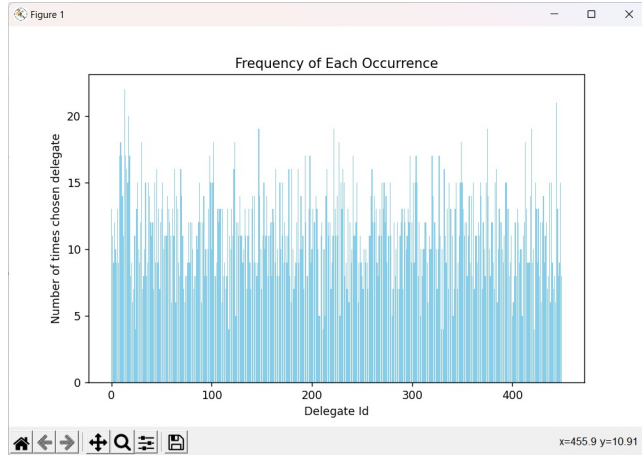 Figure 1
Frequency of Each Occurrence
Number of times chosen delegate
20
15
10
5
0
0 100 200 300 400
Delegate Id
x=455.9 y=10.91